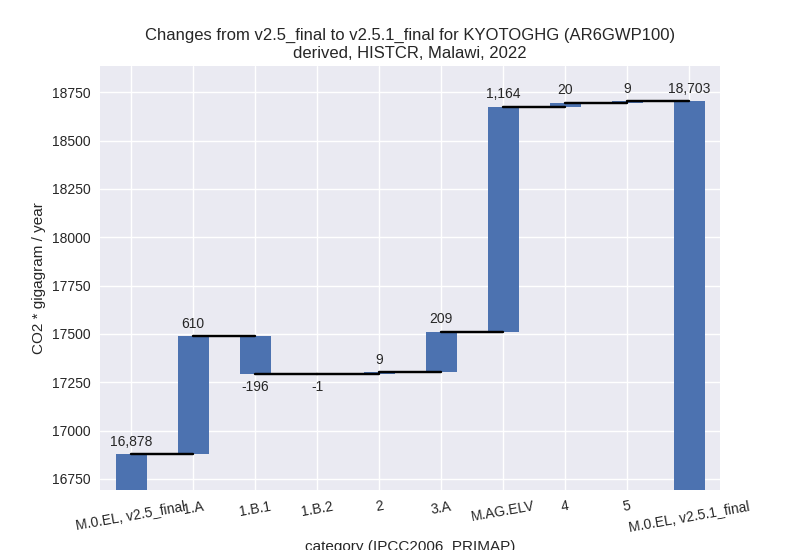 Changes from v2.5_final to v2.5.1_final for KYOTOGHG (AR6GWP100)
derived, HISTCR, Malawi, 2022
CO2 * gigagram / year
18750
18500
18250
18000
17750
17500
17250
17000
16750
16,878
610
-196
-1
9
209
1,164
20
9
18,703
M.0.EL, v2.5_final
1.A
1.B.1
1.B.2
2
3.A
M.AG.ELV
4
5
M.0.EL, v2.5.1_final
category (IPCC2006_PRIMAP)